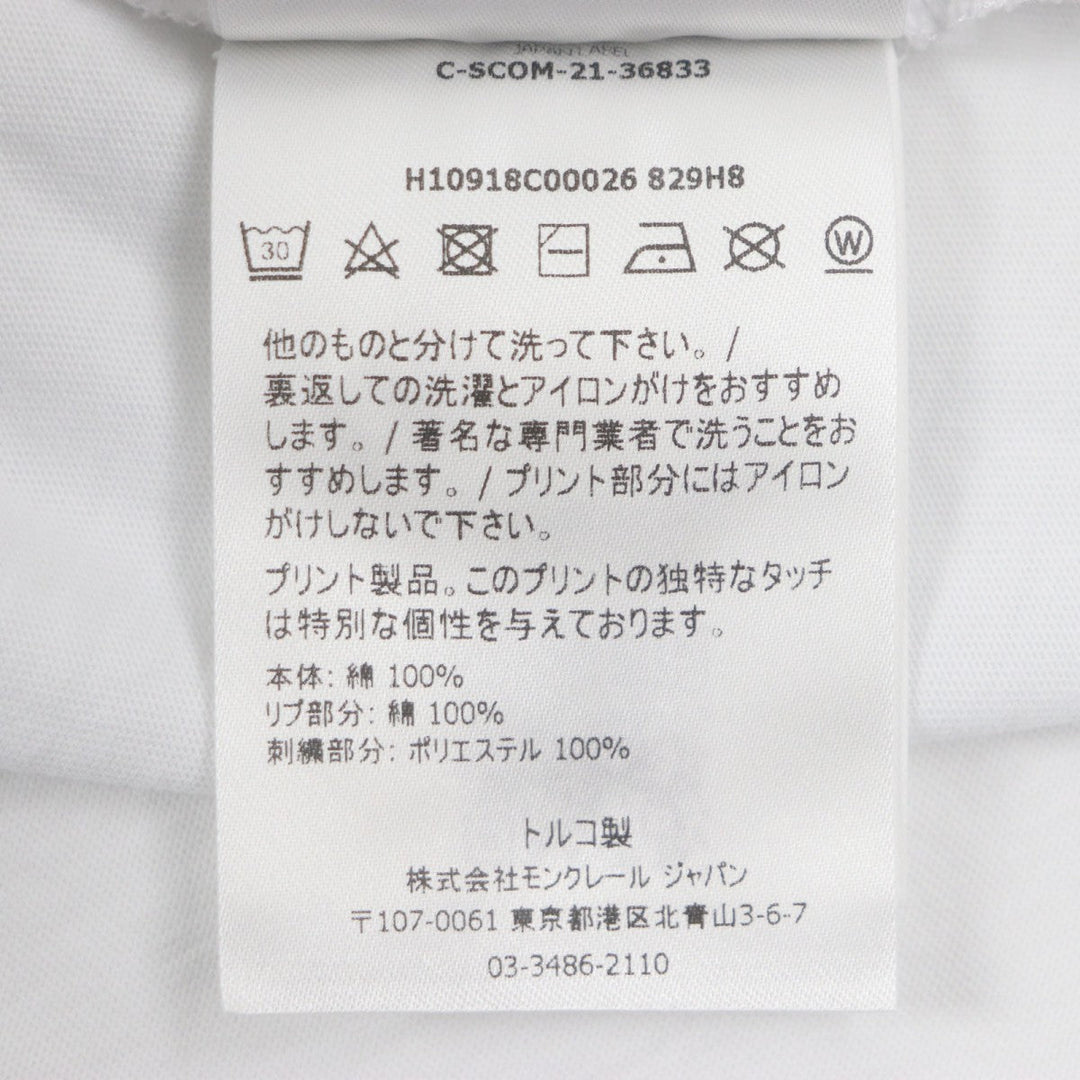 JAPAN LABEL
C-SCOM-21-36833
H10918C00026 829H8
30 W
他のものと分けて洗って下さい。/
裏返しての洗濯とアイロンがけをおすすめ
します。/ 著名な専門業者で洗うことをお
すすめします。/ プリント部分にはアイロン
がけしないで下さい。
プリント製品。このプリントの独特なタッチ
は特別な個性を与えております。
本体: 綿 100%
リブ部分: 綿 100%
刺繍部分: ポリエステル 100%
トルコ製
株式会社モンクレール ジャパン
〒107-0061 東京都港区北青山3-6-7
03-3486-2110